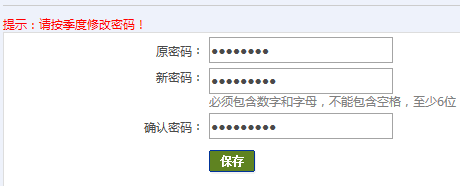 提示：请按季度修改密码！
原密码： ●●●●●●●●
新密码： ●●●●●●●●●
必须包含数字和字母，不能包含空格，至少6位
确认密码： ●●●●●●●●●
保存